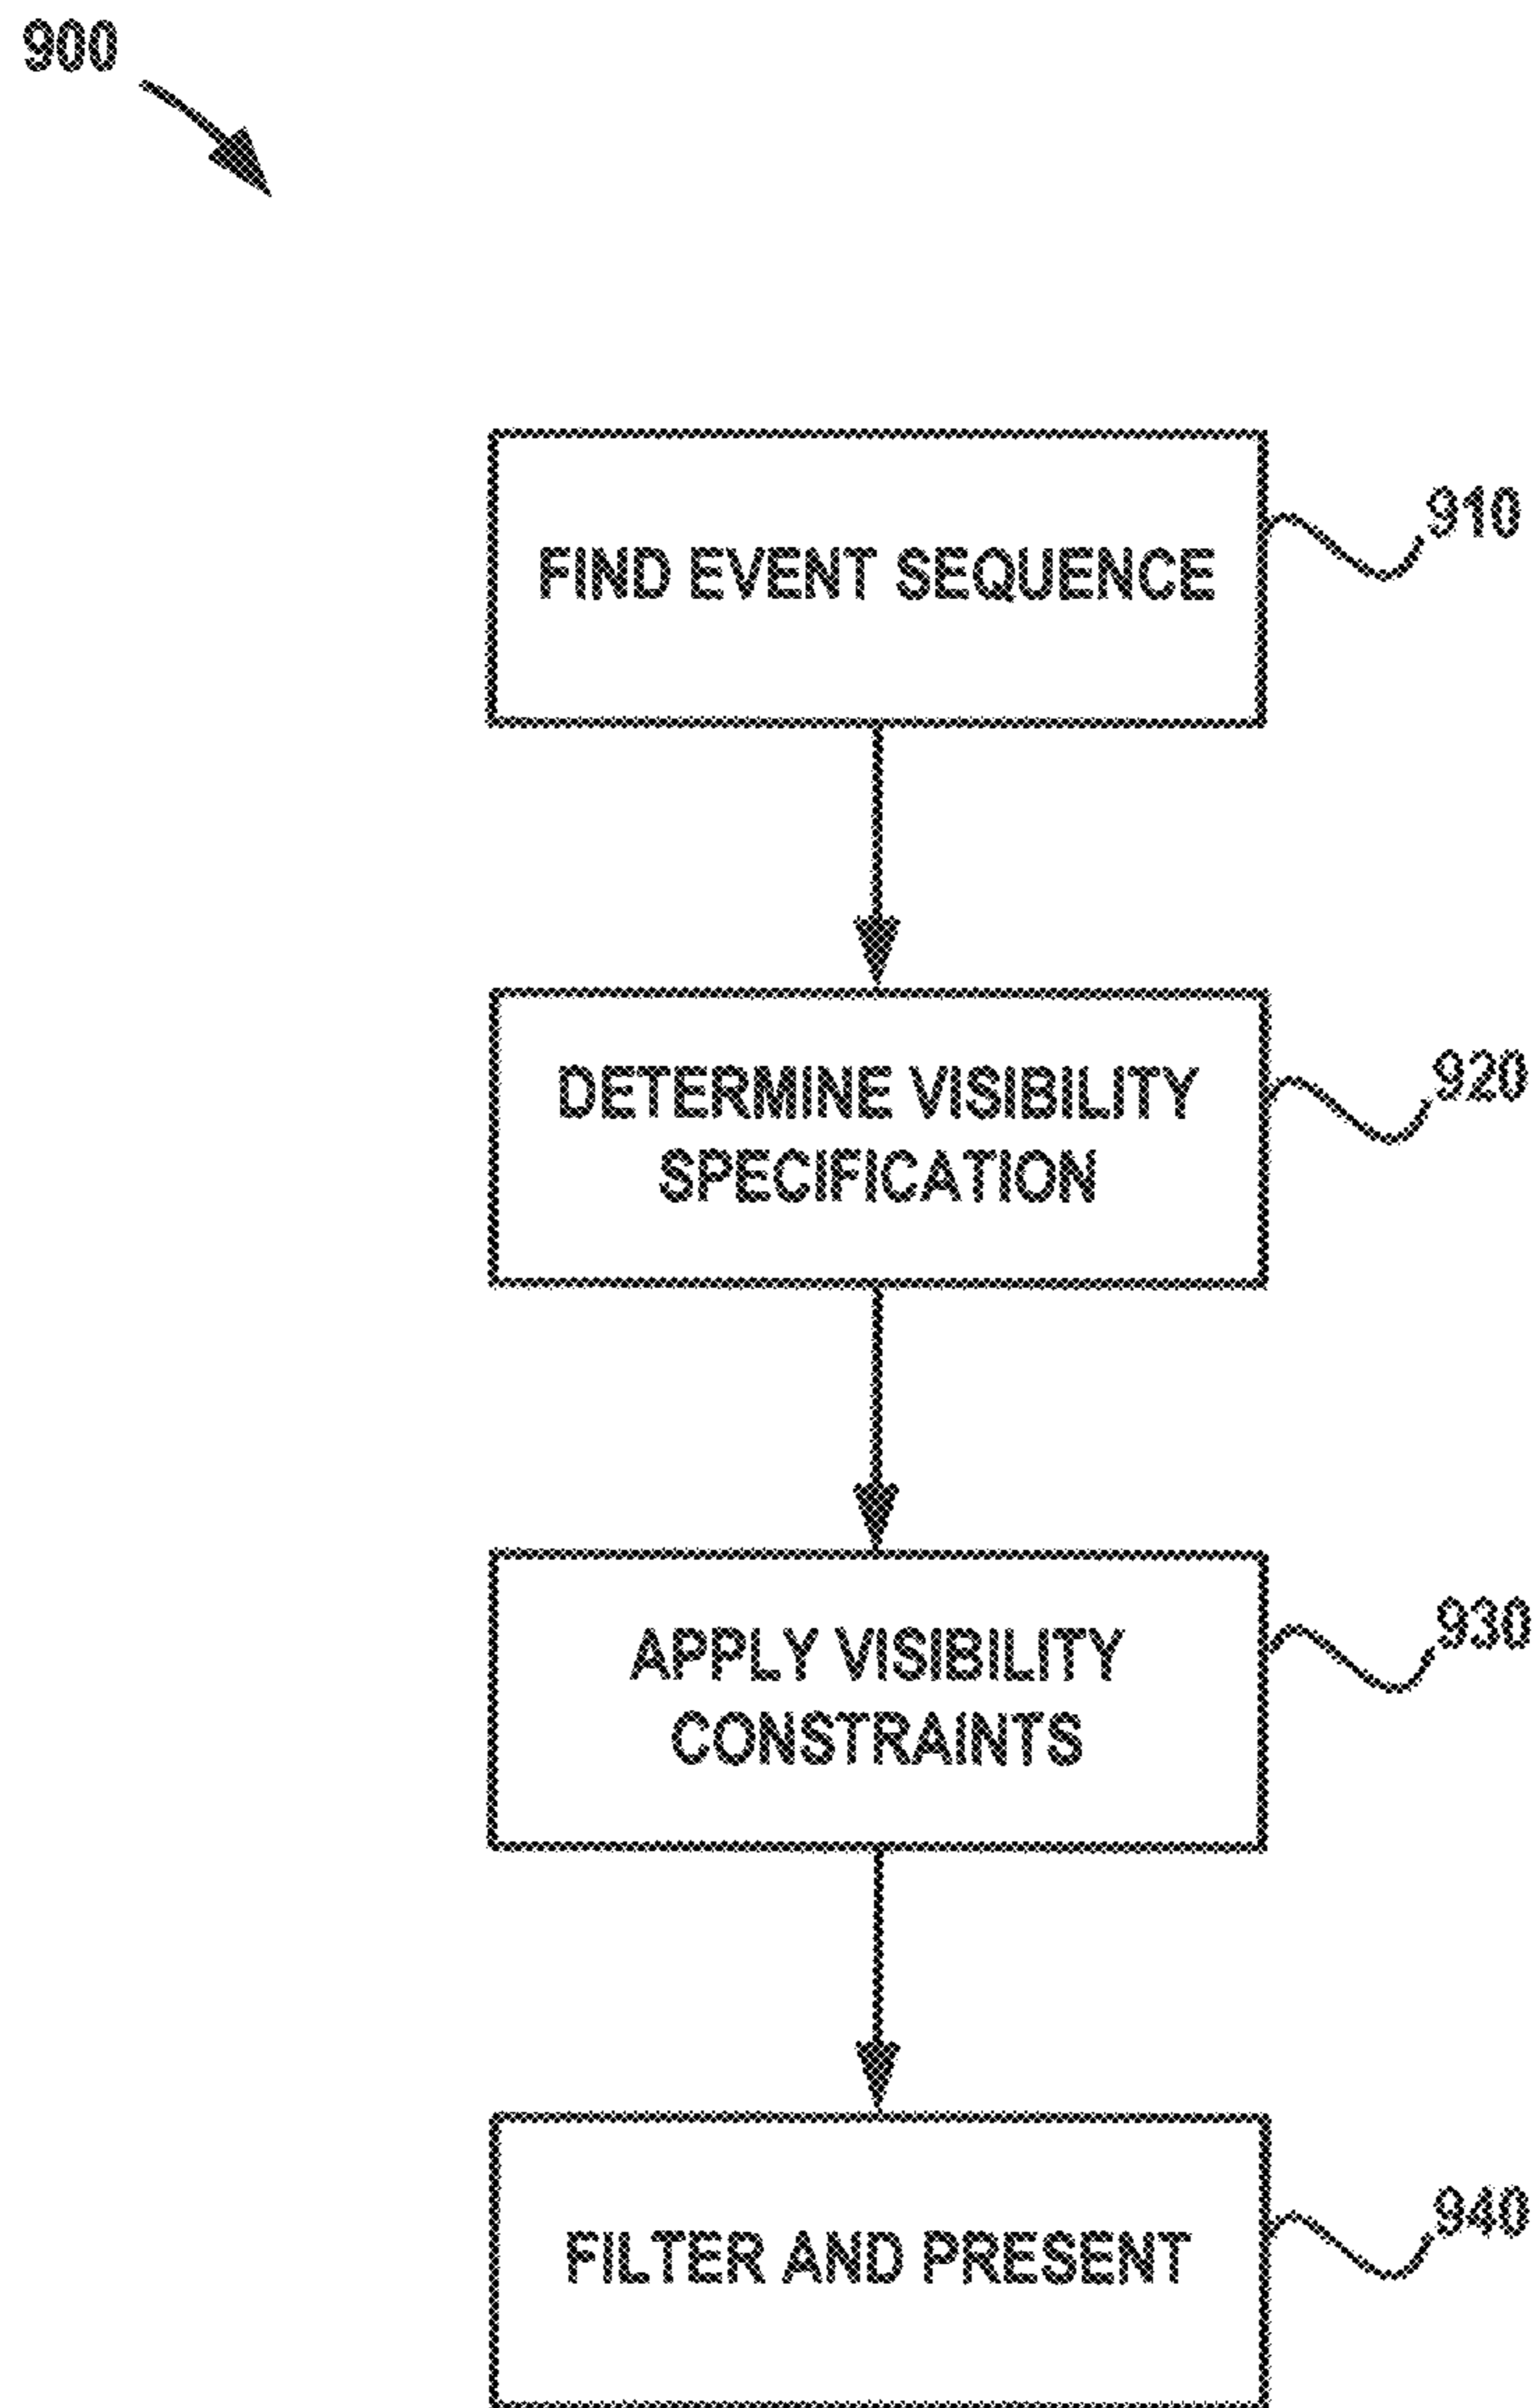 900
FIND EVENT SEQUENCE
910
DETERMINE VISIBILITY
SPECIFICATION
920
APPLY VISIBILITY
CONSTRAINTS
930
FILTER AND PRESENT
940